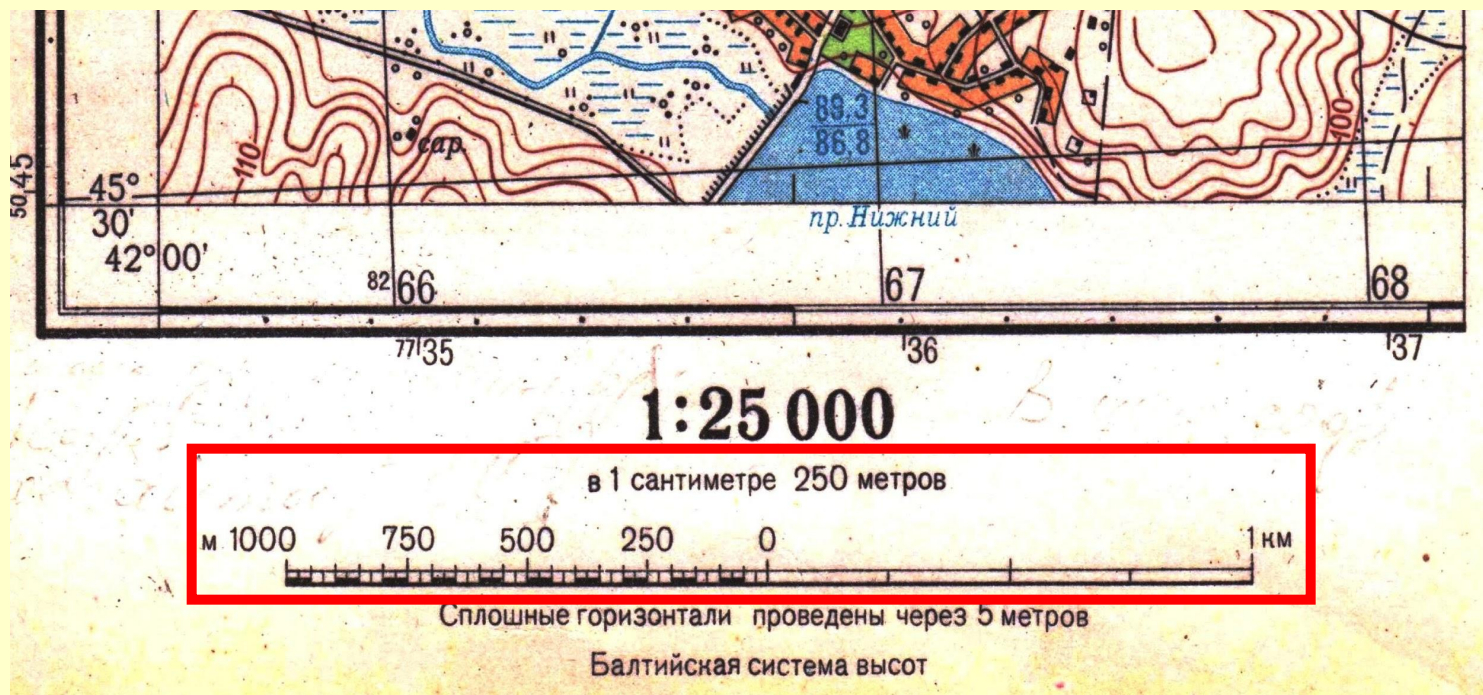 89,3
86,8
110
сар.
100
50|45
45°
30'
42°00'
пр. Нижний
82|66
67
68
77|35
36
37
1:25 000
в 1 сантиметре 250 метров
м 1000 750 500 250 0 1 км
Сплошные горизонтали проведены через 5 метров
Балтийская система высот